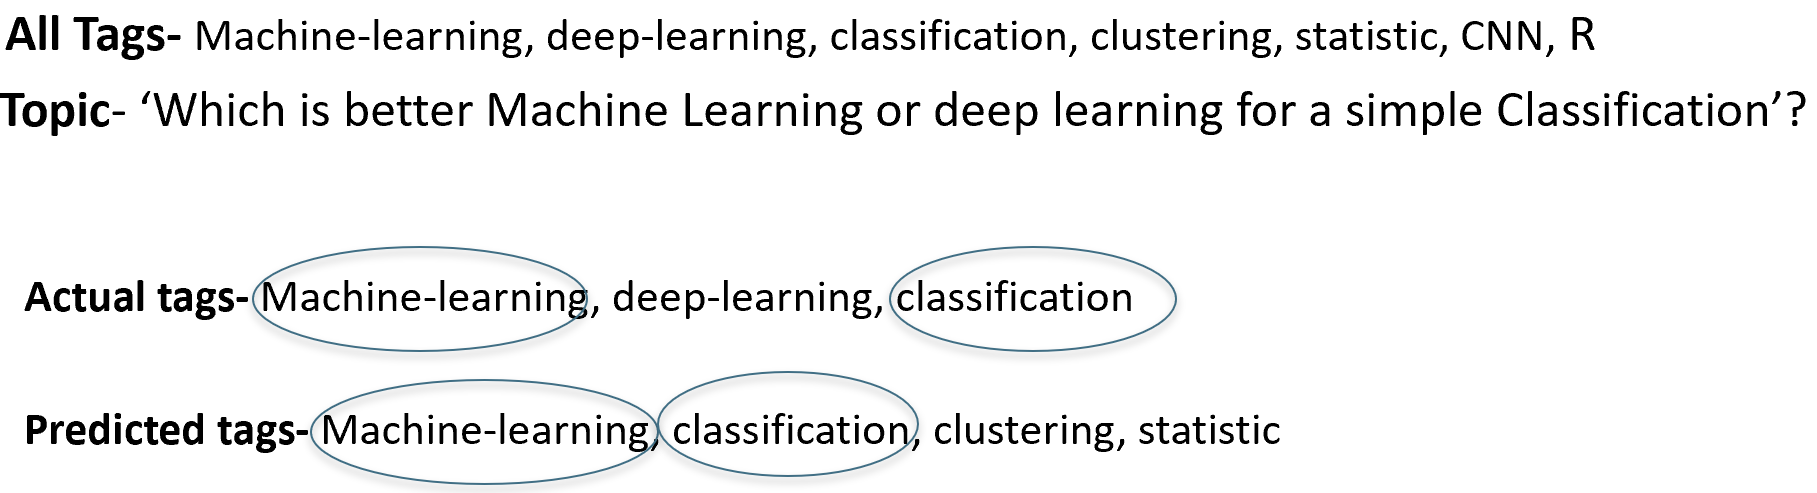 All Tags- Machine-learning, deep-learning, classification, clustering, statistic, CNN, R
Topic- ‘Which is better Machine Learning or deep learning for a simple Classification’?
Actual tags- Machine-learning, deep-learning, classification
Predicted tags- Machine-learning, classification, clustering, statistic